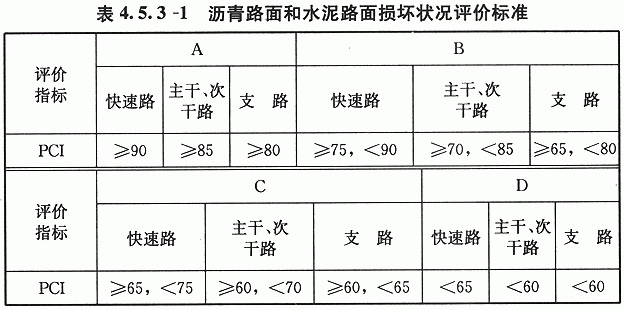 表 4.5.3-1 沥青路面和水泥路面损坏状况评价标准
评价指标 A B
快速路 主干、次干路 支 路 快速路 主干、次干路 支 路
PCI ≥90 ≥85 ≥80 ≥75，<90 ≥70，<85 ≥65，<80
评价指标 C D
快速路 主干、次干路 支 路 快速路 主干、次干路 支 路
PCI ≥65，<75 ≥60，<70 ≥60，<65 <65 <60 <60